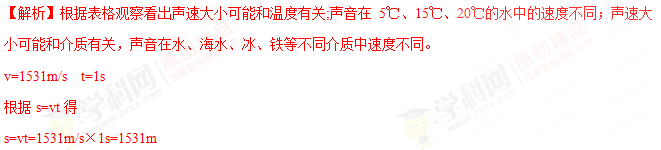 【解析】根据表格观察看出声速大小可能和温度有关;声音在 5℃、15℃、20℃的水中的速度不同；声速大
小可能和介质有关，声音在水、海水、冰、铁等不同介质中速度不同。
v=1531m/s t=1s
根据 s=vt 得
s=vt=1531m/s×1s=1531m